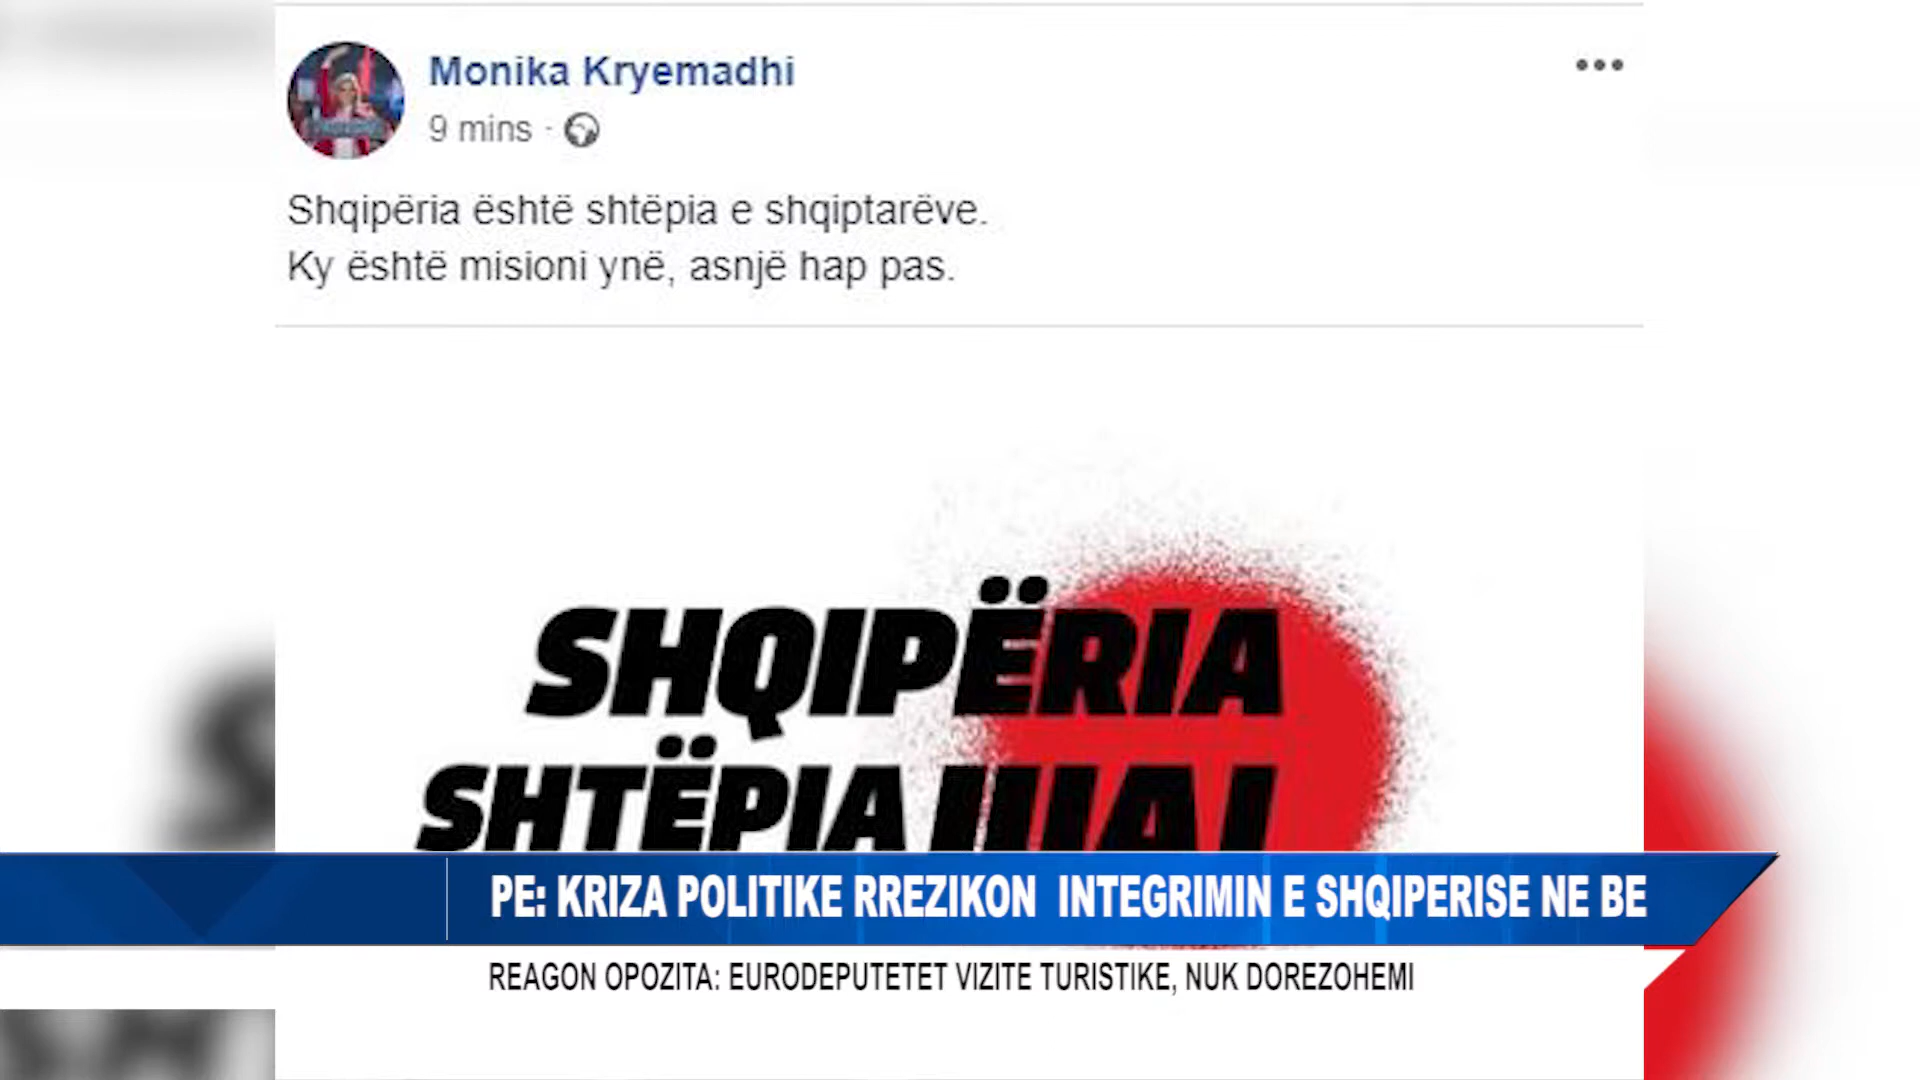 Monika Kryemadhi
9 mins ·
Shqipëria është shtëpia e shqiptarëve.
Ky është misioni ynë, asnjë hap pas.
SHQIPËRIA
SHTËPIA
PE: KRIZA POLITIKE RREZIKON INTEGRIMIN E SHQIPERISE NE BE
REAGON OPOZITA: EURODEPUTETET VIZITE TURISTIKE, NUK DOREZOHEMI